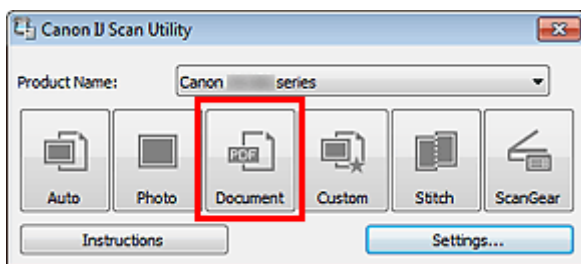 Canon IJ Scan Utility
Product Name: Canon series
PDF
Auto Photo Document Custom Stitch ScanGear
Instructions Settings...